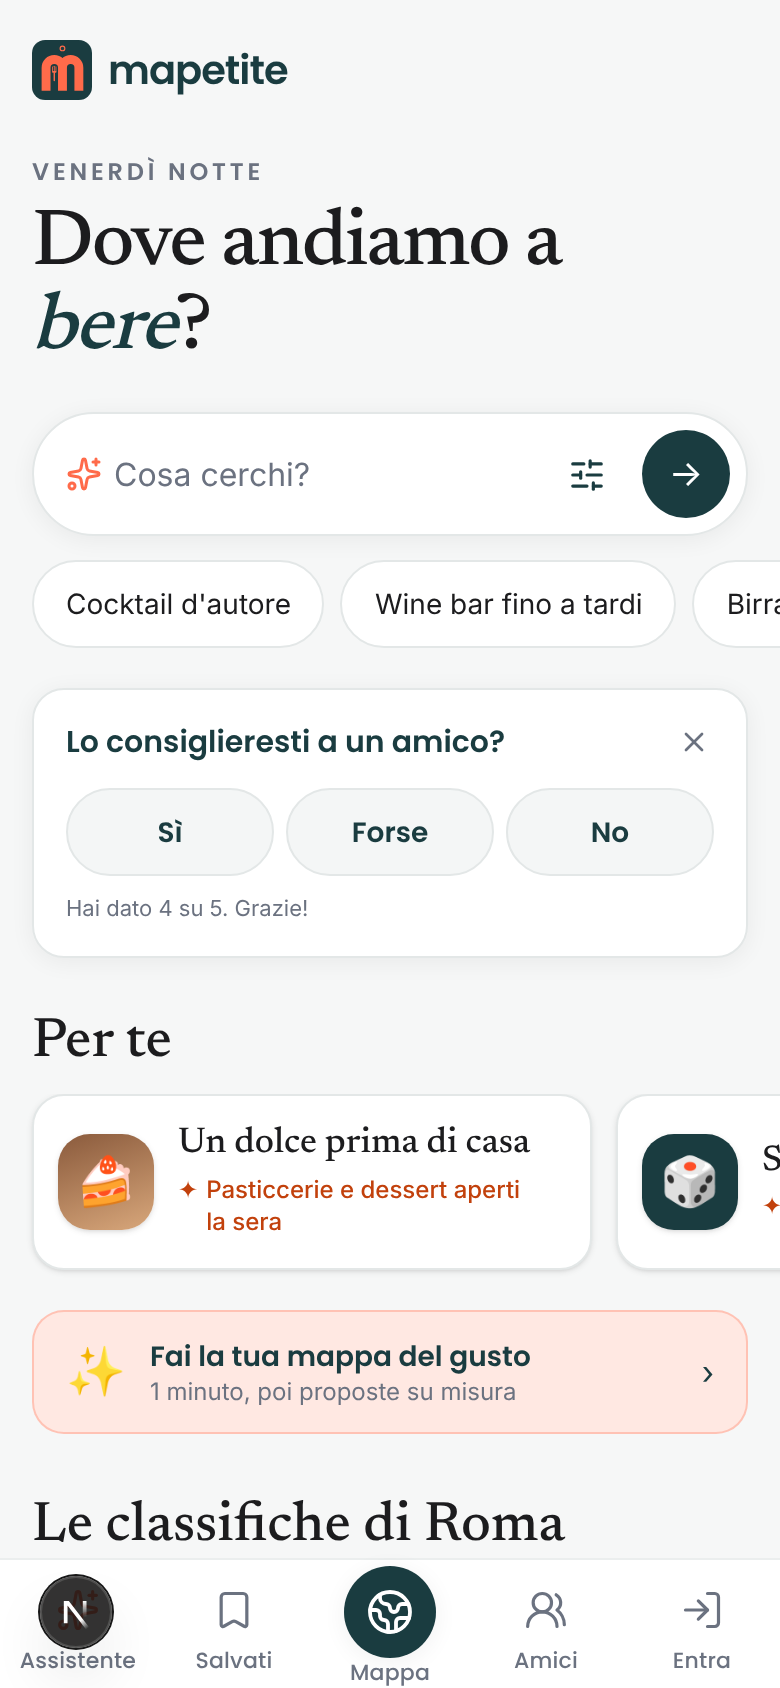 mapetite
VENERDÌ NOTTE
Dove andiamo a
bere?
Cosa cerchi?
Cocktail d'autore
Wine bar fino a tardi
Birra
Lo consiglieresti a un amico?
Sì
Forse
No
Hai dato 4 su 5. Grazie!
Per te
Un dolce prima di casa
✦ Pasticcerie e dessert aperti
la sera
S
✦
Fai la tua mappa del gusto
1 minuto, poi proposte su misura
›
Le classifiche di Roma
N
Assistente
Salvati
Mappa
Amici
Entra